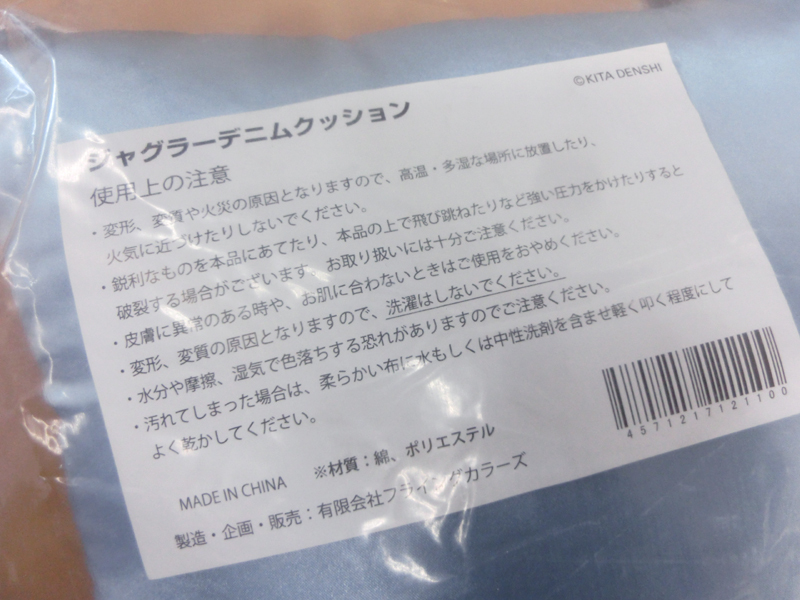 ©KITA DENSHI
ジャグラーデニムクッション
使用上の注意
・変形、変質や火災の原因となりますので、高温・多湿な場所に放置したり、
火気に近づけたりしないでください。
・鋭利なものを本品にあてたり、本品の上で飛び跳ねたりなど強い圧力をかけたりすると
破裂する場合がございます。お取り扱いには十分ご注意ください。
・皮膚に異常のある時や、お肌に合わないときはご使用をおやめください。
・変形、変質の原因となりますので、洗濯はしないでください。
・水分や摩擦、湿気で色落ちする恐れがありますのでご注意ください。
・汚れてしまった場合は、柔らかい布に水もしくは中性洗剤を含ませ軽く叩く程度にして
よく乾かしてください。
4571217121100
MADE IN CHINA ※材質：綿、ポリエステル
製造・企画・販売：有限会社フライングカラーズ